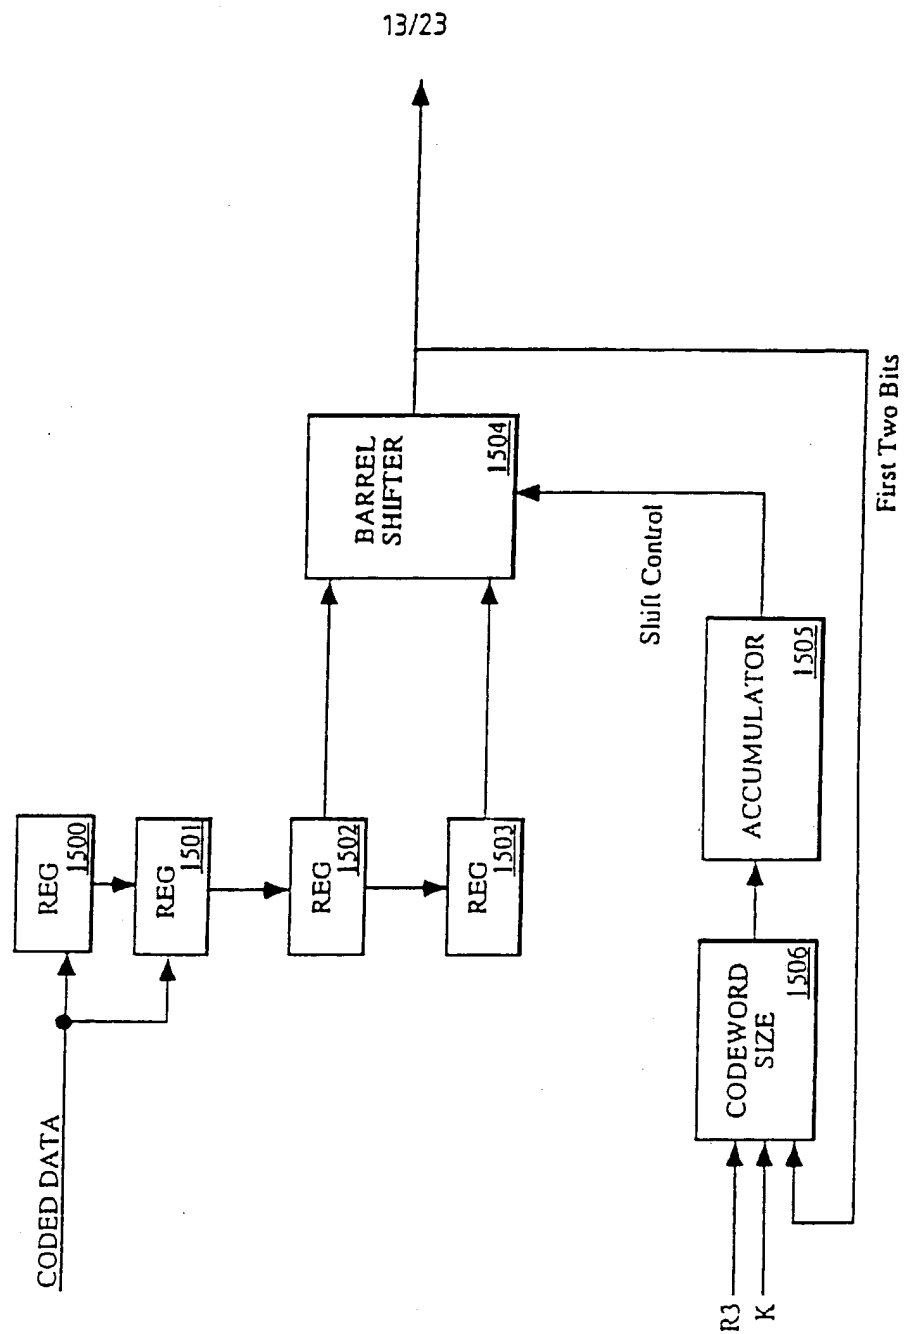 13/23
CODED DATA
REG
1500
REG
1501
REG
1502
REG
1503
BARREL
SHIFTER
1504
Shift Control
ACCUMULATOR
1505
CODEWORD
SIZE
1506
R3
K
First Two Bits